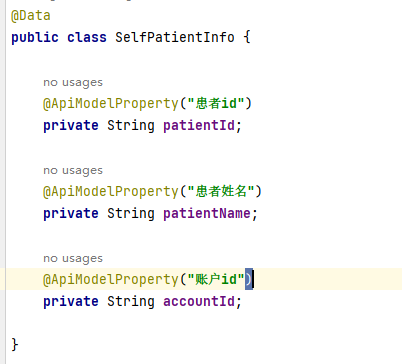 @Data
public class SelfPatientInfo {
no usages
@ApiModelProperty("患者id")
private String patientId;
no usages
@ApiModelProperty("患者姓名")
private String patientName;
no usages
@ApiModelProperty("账户id")
private String accountId;
}